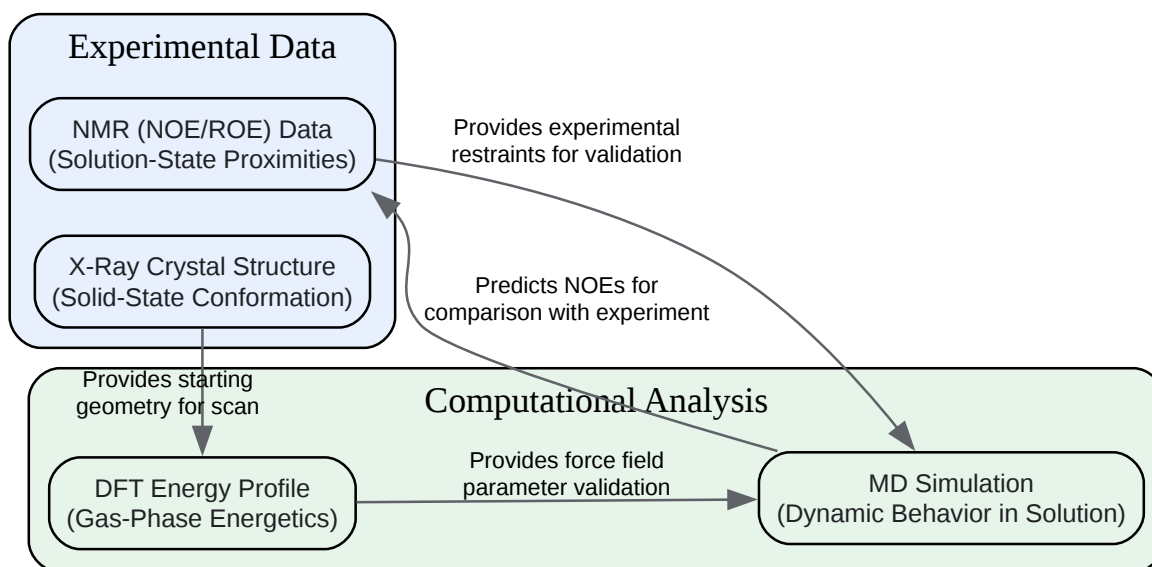 Experimental Data
NMR (NOE/ROE) Data
(Solution-State Proximities)
Provides experimental
restraints for validation
X-Ray Crystal Structure
(Solid-State Conformation)
Predicts NOEs for
comparison with experiment
Provides starting
geometry for scan
Computational Analysis
DFT Energy Profile
(Gas-Phase Energetics)
Provides force field
parameter validation
MD Simulation
(Dynamic Behavior in Solution)